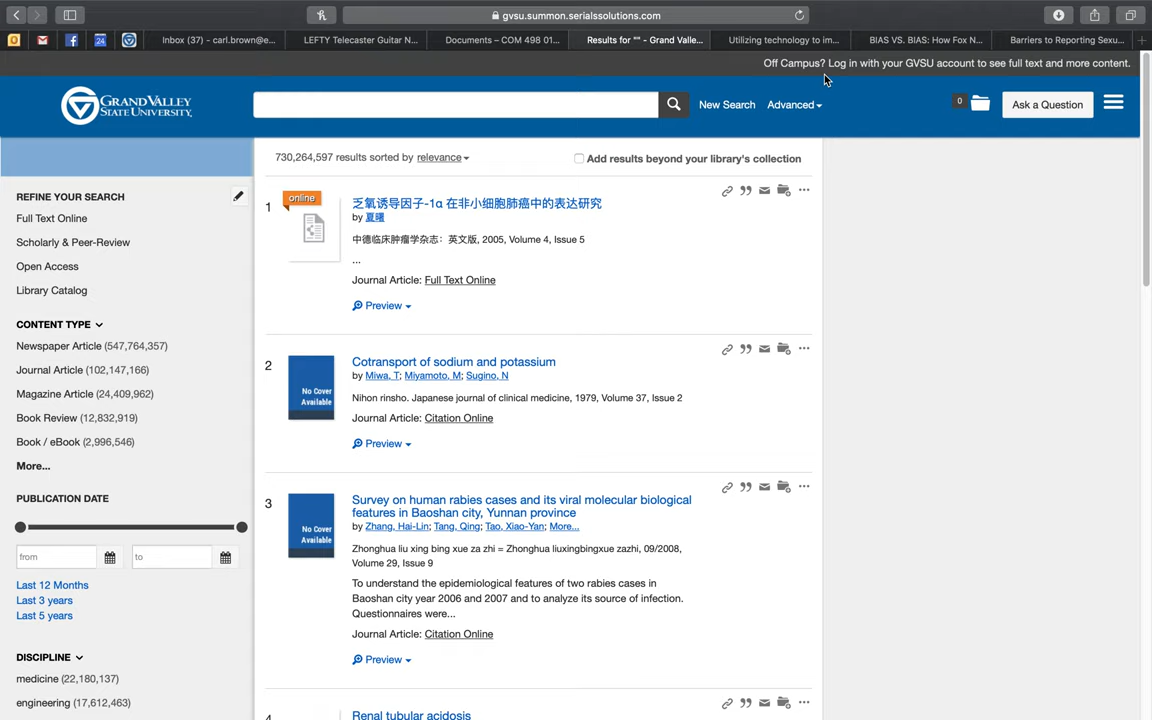 gvsu.summon.serialssolutions.com
24
Inbox (37) - carl.brown@e...
LEFTY Telecaster Guitar N...
Documents – COM 498 01...
Results for "" - Grand Valle...
Utilizing technology to im...
BIAS VS. BIAS: How Fox N...
Barriers to Reporting Sexu...
Off Campus? Log in with your GVSU account to see full text and more content.
GRAND VALLEY
STATE UNIVERSITY.
New Search
Advanced
0
Ask a Question
730,264,597 results sorted by relevance
Add results beyond your library's collection
REFINE YOUR SEARCH
Full Text Online
Scholarly & Peer-Review
Open Access
Library Catalog
CONTENT TYPE
Newspaper Article (547,764,357)
Journal Article (102,147,166)
Magazine Article (24,409,962)
Book Review (12,832,919)
Book / eBook (2,996,546)
More...
PUBLICATION DATE
from
to
Last 12 Months
Last 3 years
Last 5 years
DISCIPLINE
medicine (22,180,137)
engineering (17,612,463)
1
online
乏氧诱导因子-1α 在非小细胞肺癌中的表达研究
by 夏曙
中德临床肿瘤学杂志：英文版, 2005, Volume 4, Issue 5
...
Journal Article: Full Text Online
Preview
2
No Cover
Available
Cotransport of sodium and potassium
by Miwa, T; Miyamoto, M; Sugino, N
Nihon rinsho. Japanese journal of clinical medicine, 1979, Volume 37, Issue 2
Journal Article: Citation Online
Preview
3
No Cover
Available
Survey on human rabies cases and its viral molecular biological
features in Baoshan city, Yunnan province
by Zhang, Hai-Lin; Tang, Qing; Tao, Xiao-Yan; More...
Zhonghua liu xing bing xue za zhi = Zhonghua liuxingbingxue zazhi, 09/2008,
Volume 29, Issue 9
To understand the epidemiological features of two rabies cases in
Baoshan city year 2006 and 2007 and to analyze its source of infection.
Questionnaires were...
Journal Article: Citation Online
Preview
4
Renal tubular acidosis